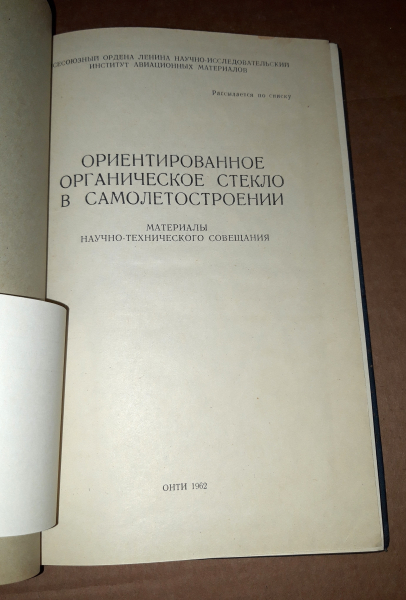 ВСЕСОЮЗНЫЙ ОРДЕНА ЛЕНИНА НАУЧНО-ИССЛЕДОВАТЕЛЬСКИЙ
ИНСТИТУТ АВИАЦИОННЫХ МАТЕРИАЛОВ
Рассылается по списку
ОРИЕНТИРОВАННОЕ
ОРГАНИЧЕСКОЕ СТЕКЛО
В САМОЛЕТОСТРОЕНИИ
МАТЕРИАЛЫ
НАУЧНО-ТЕХНИЧЕСКОГО СОВЕЩАНИЯ
ОНТИ 1962